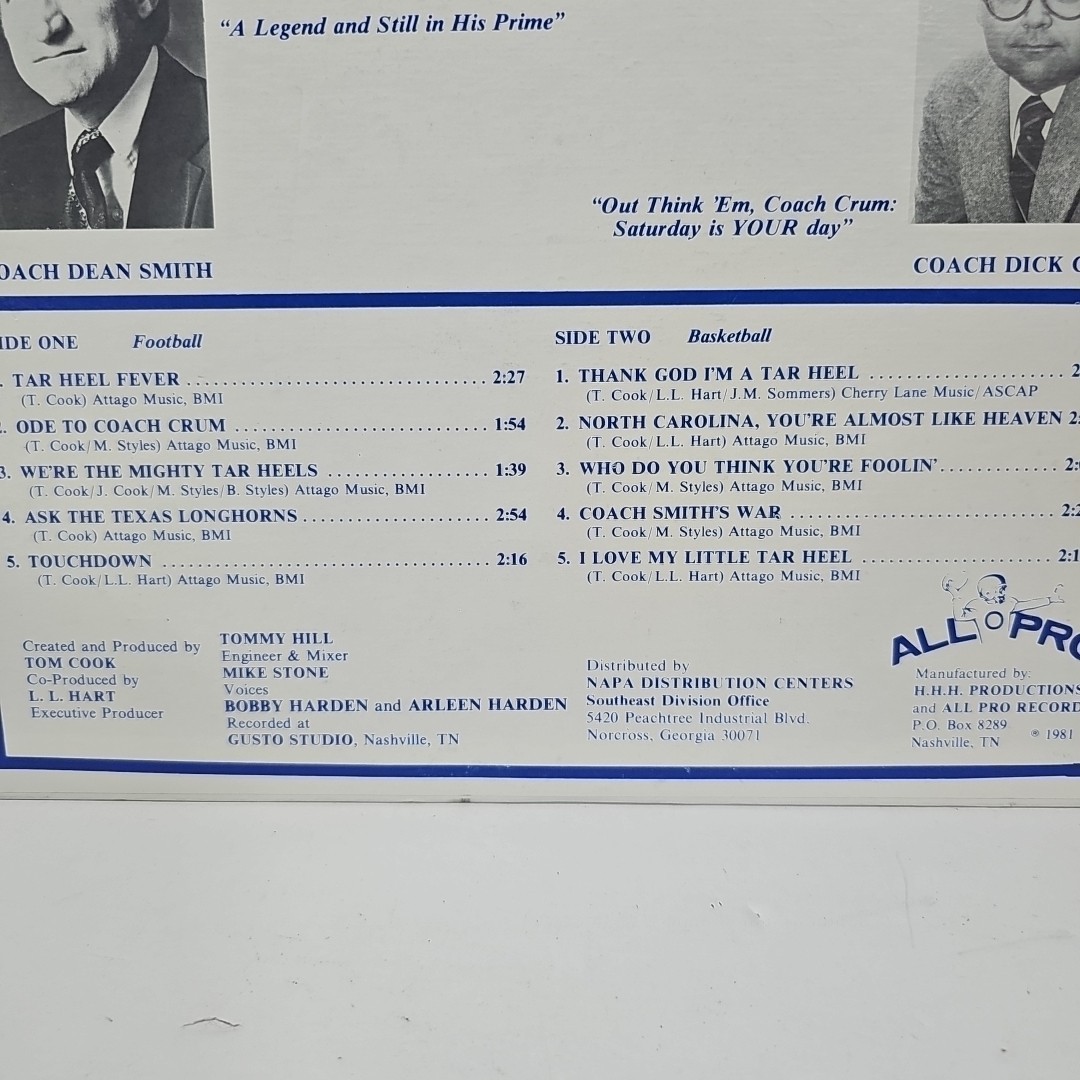 “A Legend and Still in His Prime”
“Out Think ’Em, Coach Crum:
Saturday is YOUR day”
OACH DEAN SMITH
COACH DICK
IDE ONE Football
. TAR HEEL FEVER 2:27
(T. Cook) Attago Music, BMI
. ODE TO COACH CRUM 1:54
(T. Cook/M. Styles) Attago Music, BMI
3. WE'RE THE MIGHTY TAR HEELS 1:39
(T. Cook/J. Cook/M. Styles/B. Styles) Attago Music, BMI
4. ASK THE TEXAS LONGHORNS 2:54
(T. Cook) Attago Music, BMI
5. TOUCHDOWN 2:16
(T. Cook/L.L. Hart) Attago Music, BMI
SIDE TWO Basketball
1. THANK GOD I'M A TAR HEEL 2
(T. Cook/L.L. Hart/J.M. Sommers) Cherry Lane Music/ASCAP
2. NORTH CAROLINA, YOU'RE ALMOST LIKE HEAVEN 2:
(T. Cook/L.L. Hart) Attago Music, BMI
3. WHO DO YOU THINK YOU'RE FOOLIN' 2:
(T. Cook/M. Styles) Attago Music, BMI
4. COACH SMITH'S WAR 2:2
(T. Cook/M. Styles) Attago Music, BMI
5. I LOVE MY LITTLE TAR HEEL 2:1
(T. Cook/L.L. Hart) Attago Music, BMI
Created and Produced by
TOM COOK
Co-Produced by
L. L. HART
Executive Producer
TOMMY HILL
Engineer & Mixer
MIKE STONE
Voices
BOBBY HARDEN and ARLEEN HARDEN
Recorded at
GUSTO STUDIO, Nashville, TN
Distributed by
NAPA DISTRIBUTION CENTERS
Southeast Division Office
5420 Peachtree Industrial Blvd.
Norcross, Georgia 30071
ALL PRO
Manufactured by:
H.H.H. PRODUCTIONS
and ALL PRO RECORD
P.O. Box 8289
Nashville, TN ℗ 1981